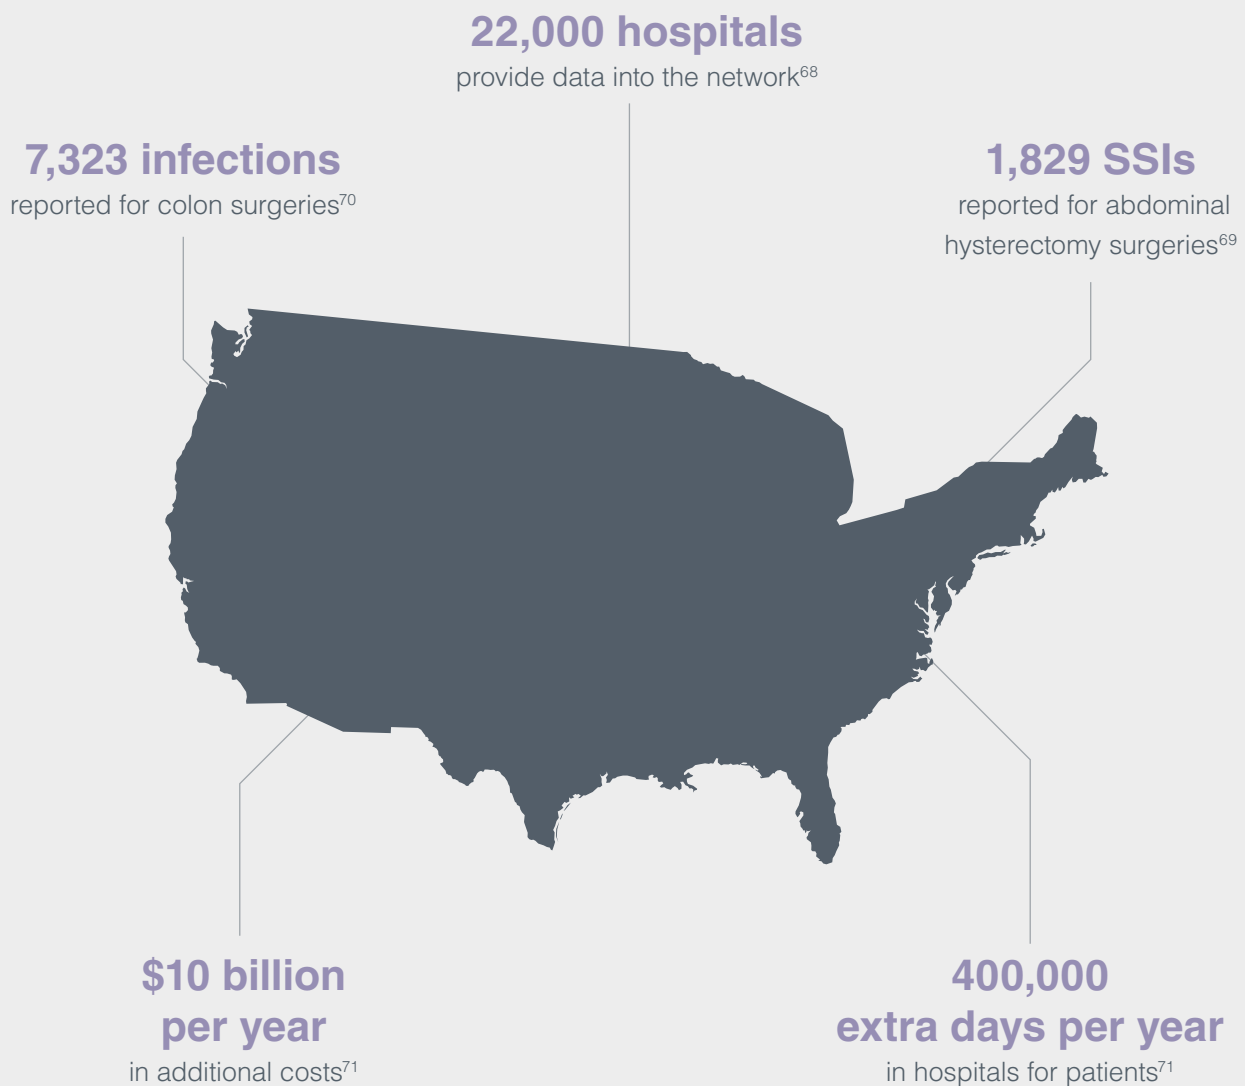 22,000 hospitals
provide data into the network⁶⁸
7,323 infections
reported for colon surgeries⁷⁰
1,829 SSIs
reported for abdominal
hysterectomy surgeries⁶⁹
$10 billion
per year
in additional costs⁷¹
400,000
extra days per year
in hospitals for patients⁷¹